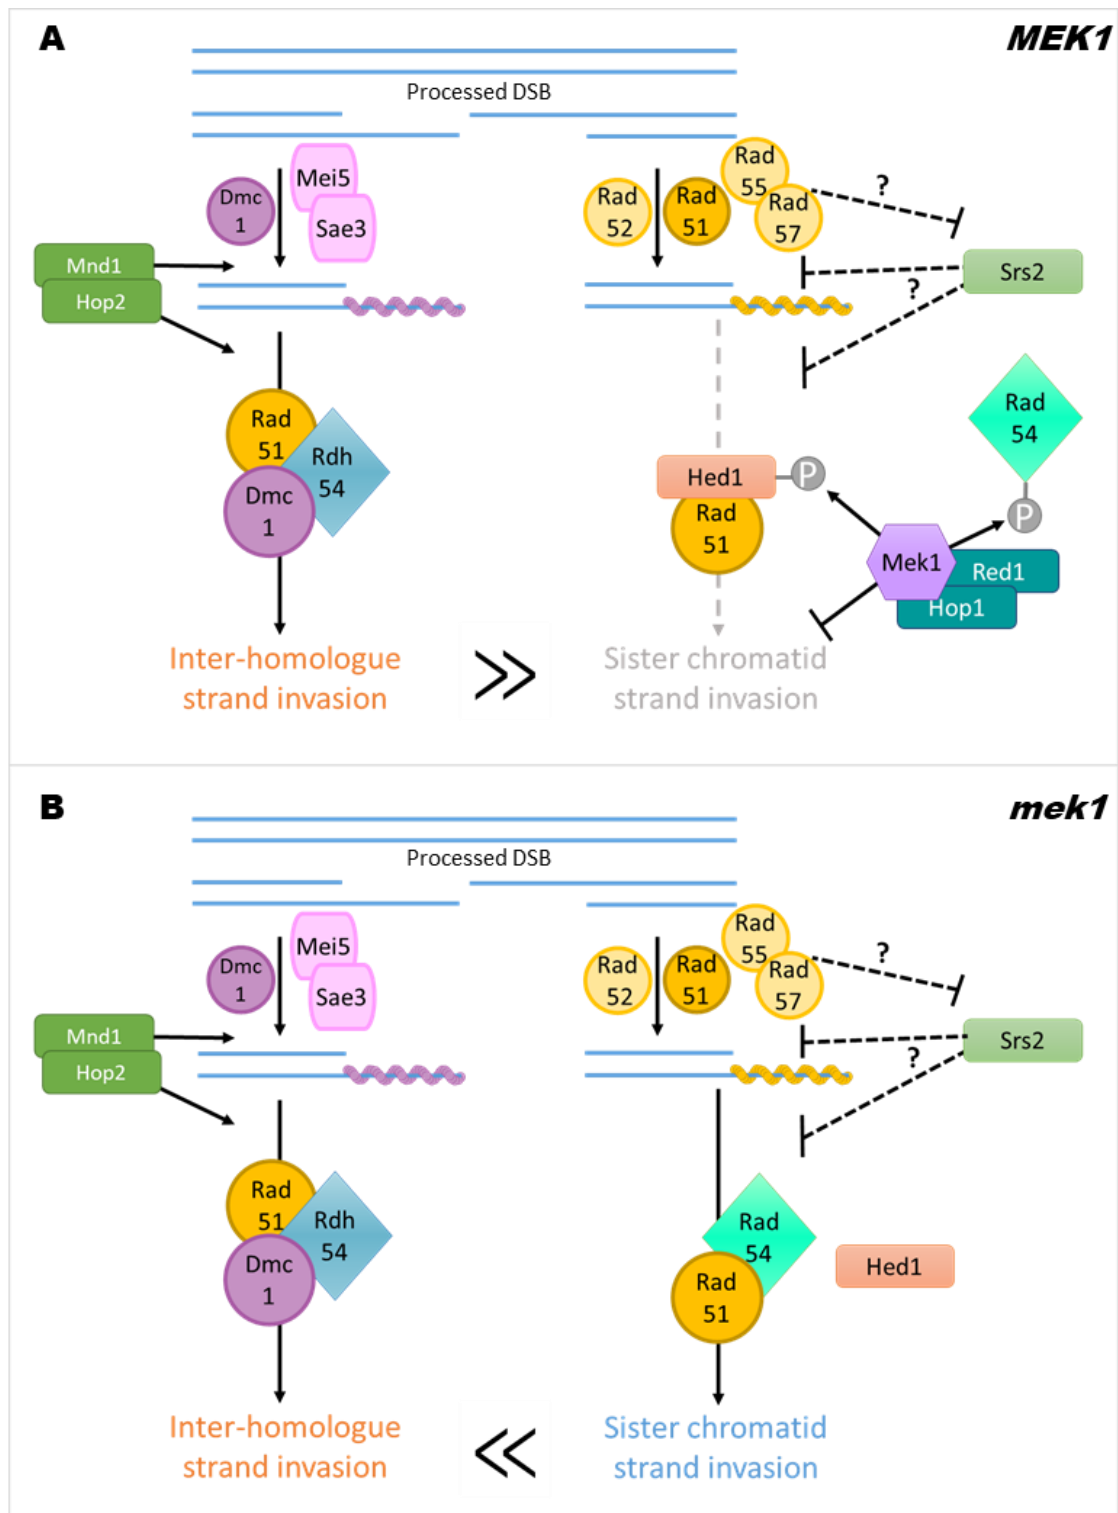 A
MEK1
Processed DSB
Dmc
1
Mei5
Sae3
Rad
52
Rad
51
Rad
55
Rad
57
?
Mnd1
Hop2
Srs2
?
Rad
51
Rdh
54
Dmc
1
Rad
54
Hed1
P
Rad
51
P
Mek1
Red1
Hop1
Inter-homologue
strand invasion
>>
Sister chromatid
strand invasion
B
mek1
Processed DSB
Dmc
1
Mei5
Sae3
Rad
52
Rad
51
Rad
55
Rad
57
?
Mnd1
Hop2
Srs2
?
Rad
51
Rdh
54
Dmc
1
Rad
54
Rad
51
Hed1
Inter-homologue
strand invasion
<<
Sister chromatid
strand invasion